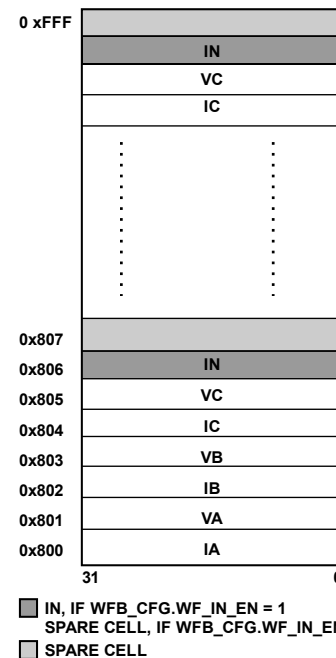 0 xFFF
IN
VC
IC
0x807
0x806 IN
0x805 VC
0x804 IC
0x803 VB
0x802 IB
0x801 VA
0x800 IA
31
IN, IF WFB_CFG.WF_IN_EN = 1
SPARE CELL, IF WFB_CFG.WF_IN_EN
SPARE CELL